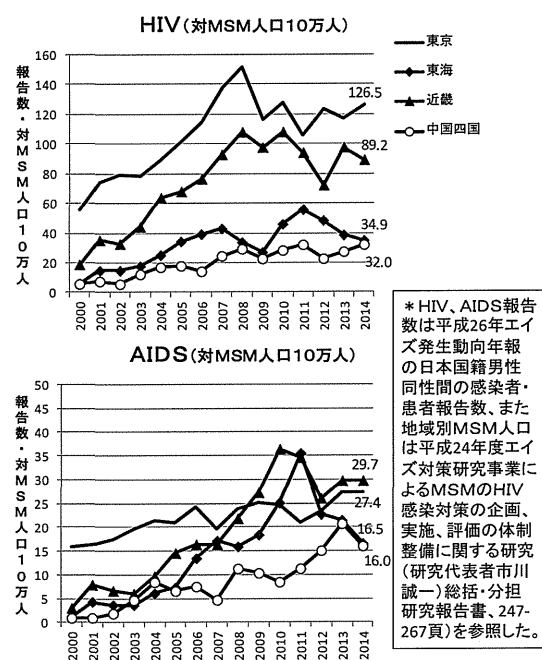 HIV(対MSM人口10万人)
報告数・対MSM人口10万人
160
140
120
100
80
60
40
20
0
126.5
89.2
34.9
32.0
2000
2001
2002
2003
2004
2005
2006
2007
2008
2009
2010
2011
2012
2013
2014
東京
東海
近畿
中国四国
AIDS(対MSM人口10万人)
報告数・対MSM人口10万人
50
45
40
35
30
25
20
15
10
5
0
29.7
27.4
16.5
16.0
2000
2001
2002
2003
2004
2005
2006
2007
2008
2009
2010
2011
2012
2013
2014
＊HIV、AIDS報告
数は平成26年エイ
ズ発生動向年報
の日本国籍男性
同性間の感染者・
患者報告数、また
地域別MSM人口
は平成24年度エイ
ズ対策研究事業に
よるMSMのHIV
感染対策の企画、
実施、評価の体制
整備に関する研究
(研究代表者市川
誠一)総括・分担
研究報告書、247-
267頁)を参照した。